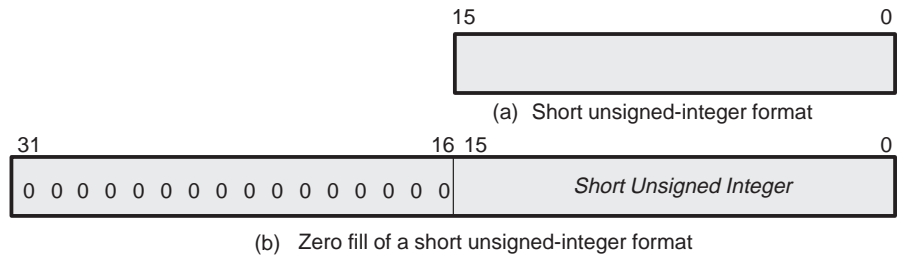 15 0
(a) Short unsigned-integer format
31 16 15 0
0 0 0 0 0 0 0 0 0 0 0 0 0 0 0 0 Short Unsigned Integer
(b) Zero fill of a short unsigned-integer format